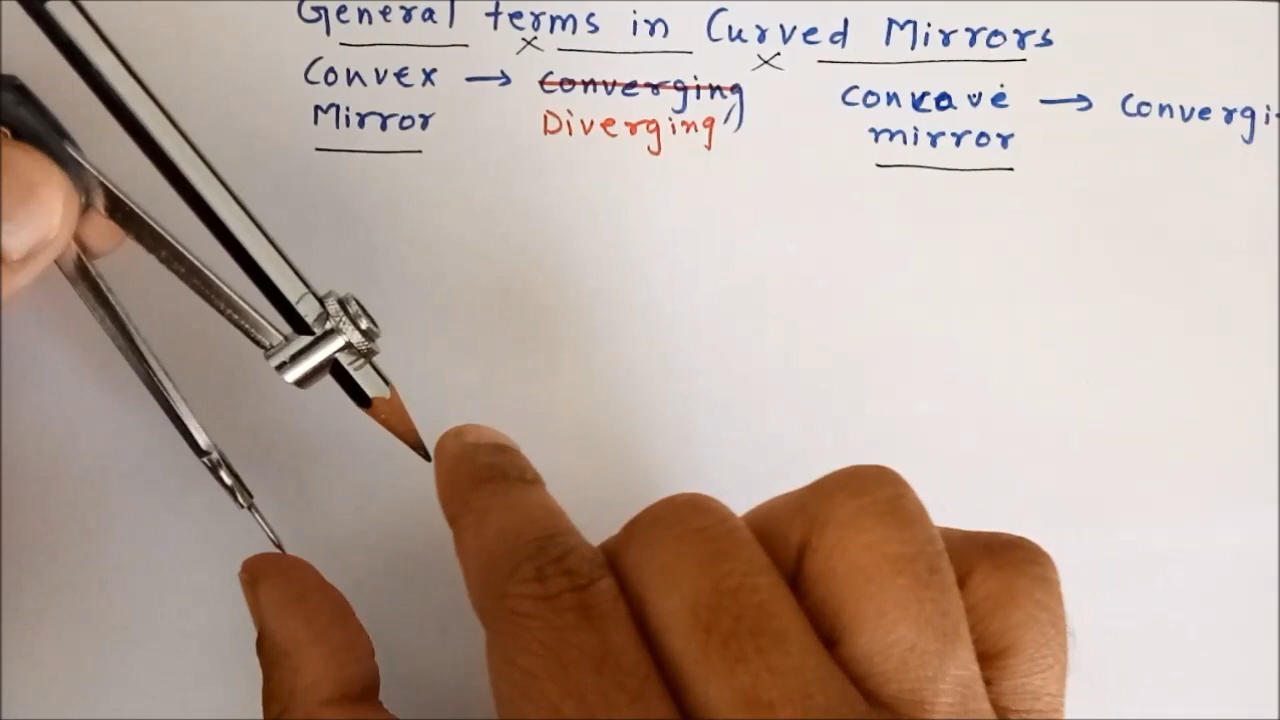 General terms in Curved Mirrors
Convex → Converging
Mirror Diverging
Concave → Convergi
mirror